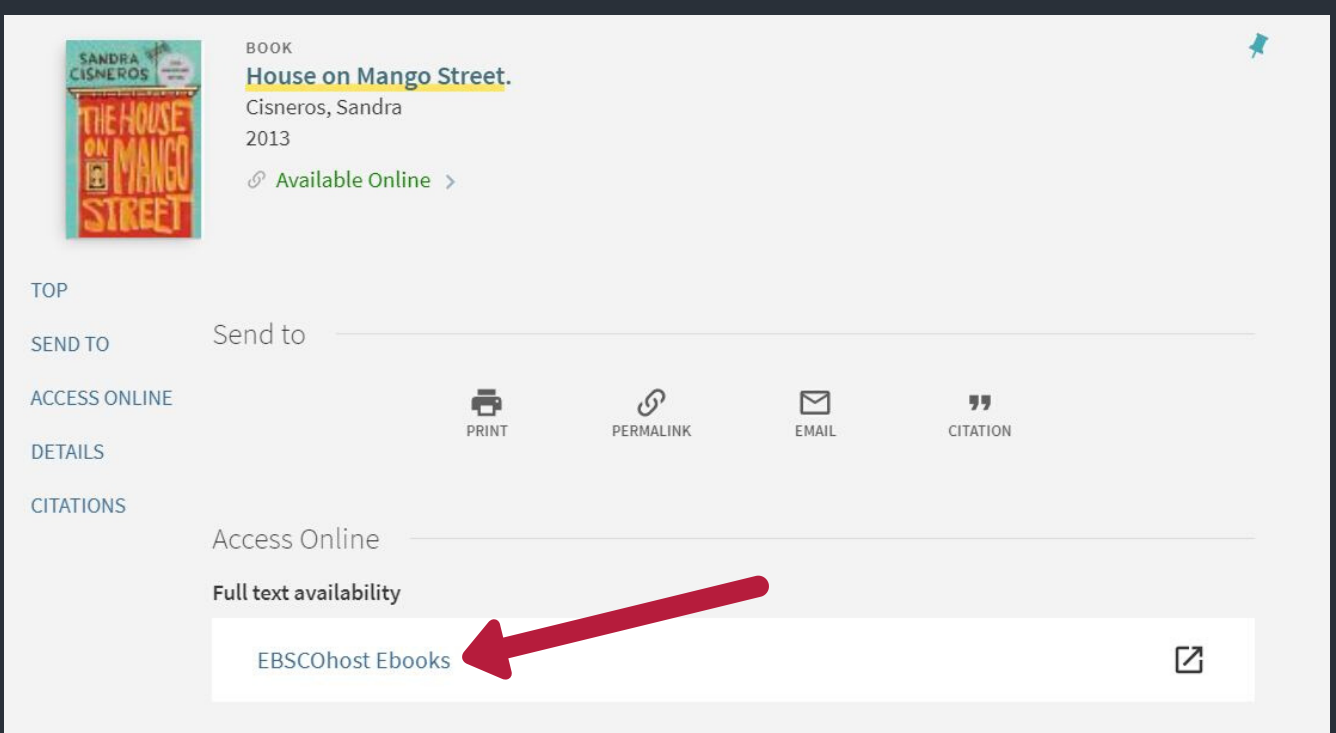 SANDRA
CISNEROS
THE HOUSE
ON MANGO
STREET
BOOK
House on Mango Street.
Cisneros, Sandra
2013
Available Online
TOP
SEND TO
ACCESS ONLINE
DETAILS
CITATIONS
Send to
PRINT
PERMALINK
EMAIL
CITATION
Access Online
Full text availability
EBSCOhost Ebooks